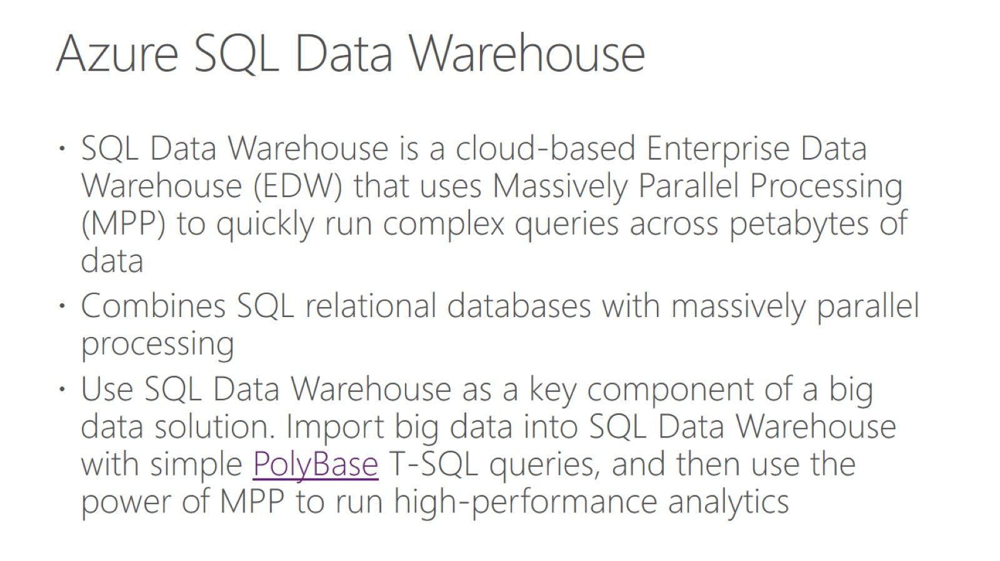 Azure SQL Data Warehouse
• SQL Data Warehouse is a cloud-based Enterprise Data
Warehouse (EDW) that uses Massively Parallel Processing
(MPP) to quickly run complex queries across petabytes of
data
• Combines SQL relational databases with massively parallel
processing
• Use SQL Data Warehouse as a key component of a big
data solution. Import big data into SQL Data Warehouse
with simple PolyBase T-SQL queries, and then use the
power of MPP to run high-performance analytics